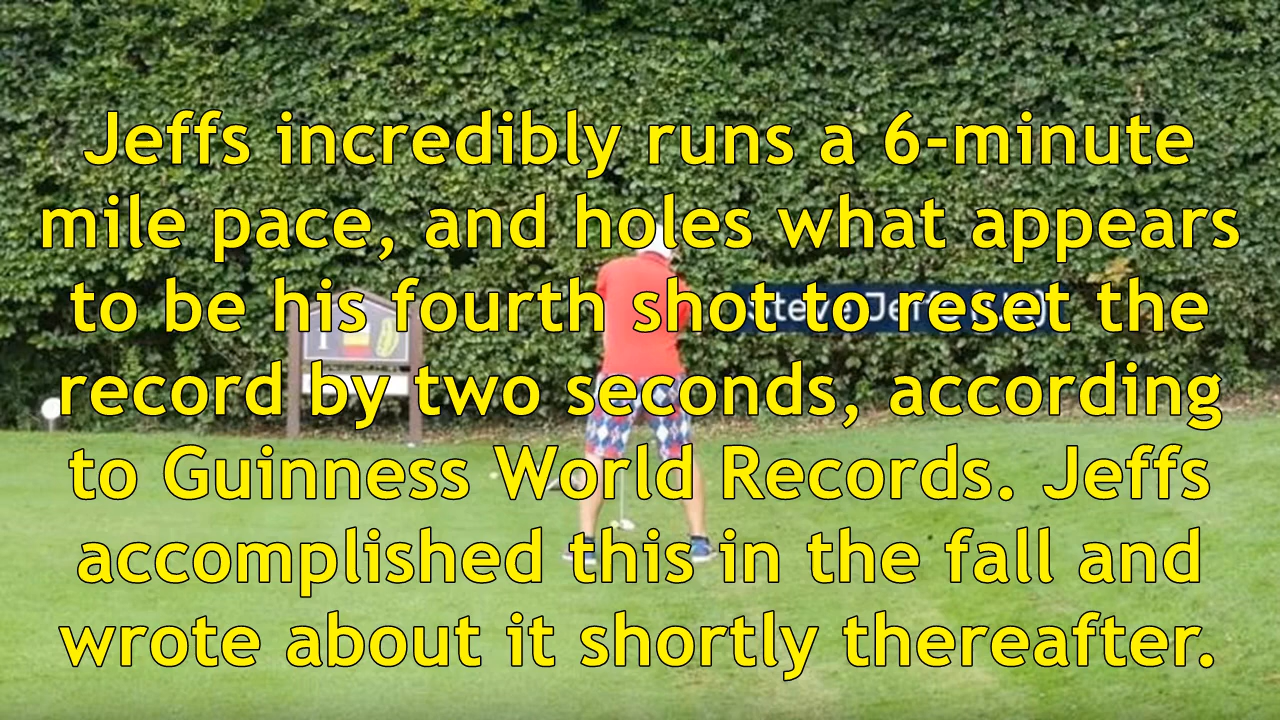 Jeffs incredibly runs a 6-minute
mile pace, and holes what appears
to be his fourth shot to reset the
record by two seconds, according
to Guinness World Records. Jeffs
accomplished this in the fall and
wrote about it shortly thereafter.
Steve